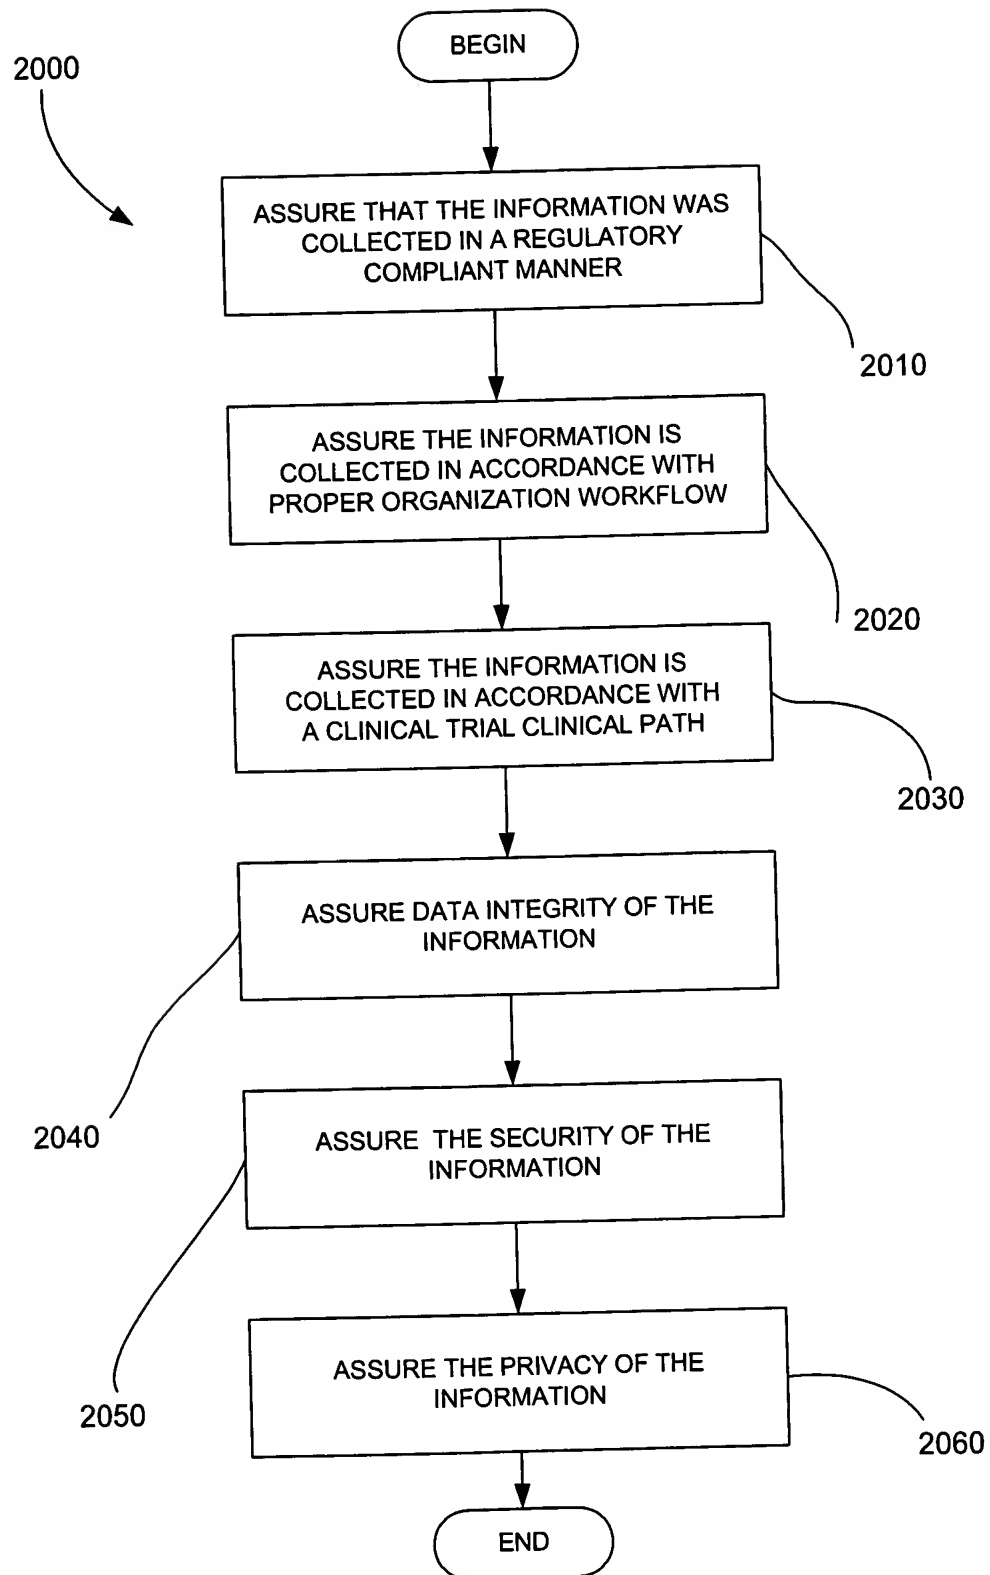 BEGIN
2000
ASSURE THAT THE INFORMATION WAS
COLLECTED IN A REGULATORY
COMPLIANT MANNER
2010
ASSURE THE INFORMATION IS
COLLECTED IN ACCORDANCE WITH
PROPER ORGANIZATION WORKFLOW
2020
ASSURE THE INFORMATION IS
COLLECTED IN ACCORDANCE WITH
A CLINICAL TRIAL CLINICAL PATH
2030
ASSURE DATA INTEGRITY OF THE
INFORMATION
2040
ASSURE THE SECURITY OF THE
INFORMATION
2050
ASSURE THE PRIVACY OF THE
INFORMATION
2060
END